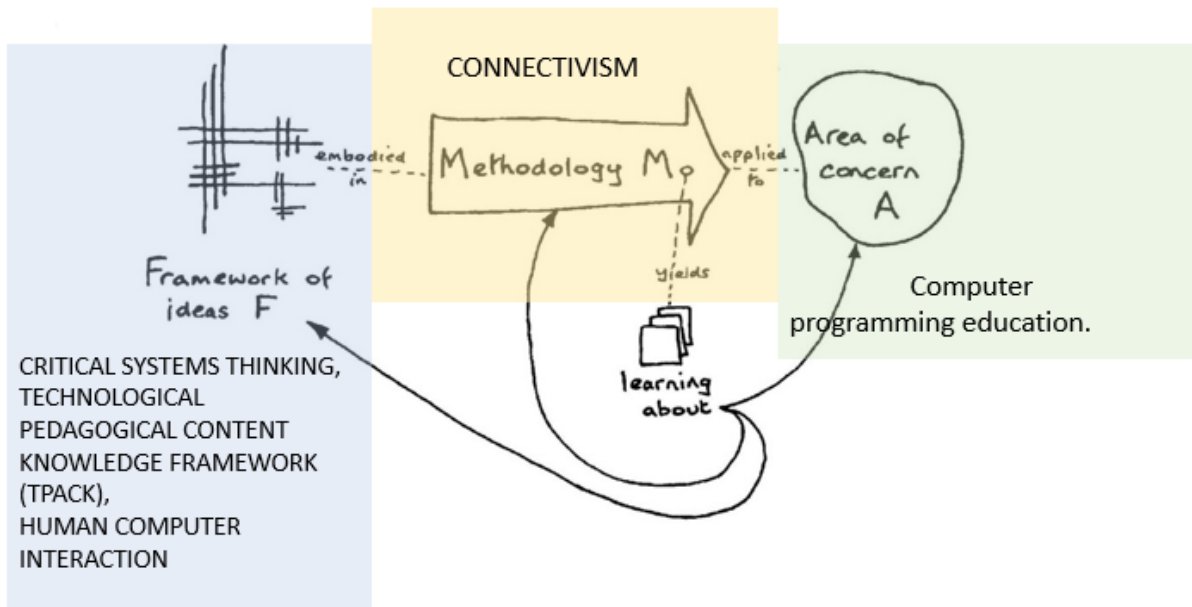 CONNECTIVISM
embodied
in
Methodology M
applied
to
Area of
concern
A
yields
Framework of
ideas F
Computer
programming education.
learning
about
CRITICAL SYSTEMS THINKING,
TECHNOLOGICAL
PEDAGOGICAL CONTENT
KNOWLEDGE FRAMEWORK
(TPACK),
HUMAN COMPUTER
INTERACTION